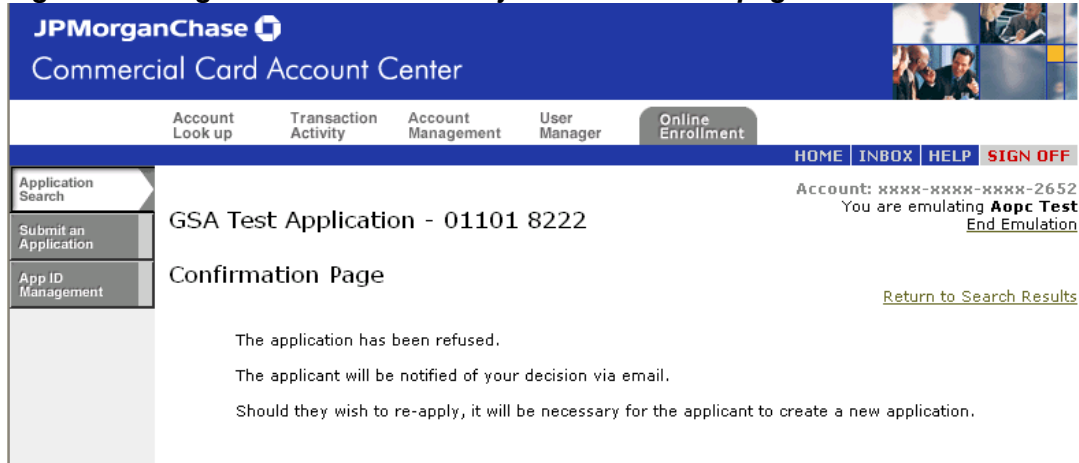 JPMorganChase
Commercial Card Account Center
Account Look up
Transaction Activity
Account Management
User Manager
Online Enrollment
HOME | INBOX | HELP | SIGN OFF
Application Search
Submit an Application
App ID Management
Account: xxxx-xxxx-xxxx-2652
You are emulating Aopc Test
End Emulation
GSA Test Application - 01101 8222
Confirmation Page
Return to Search Results
The application has been refused.
The applicant will be notified of your decision via email.
Should they wish to re-apply, it will be necessary for the applicant to create a new application.